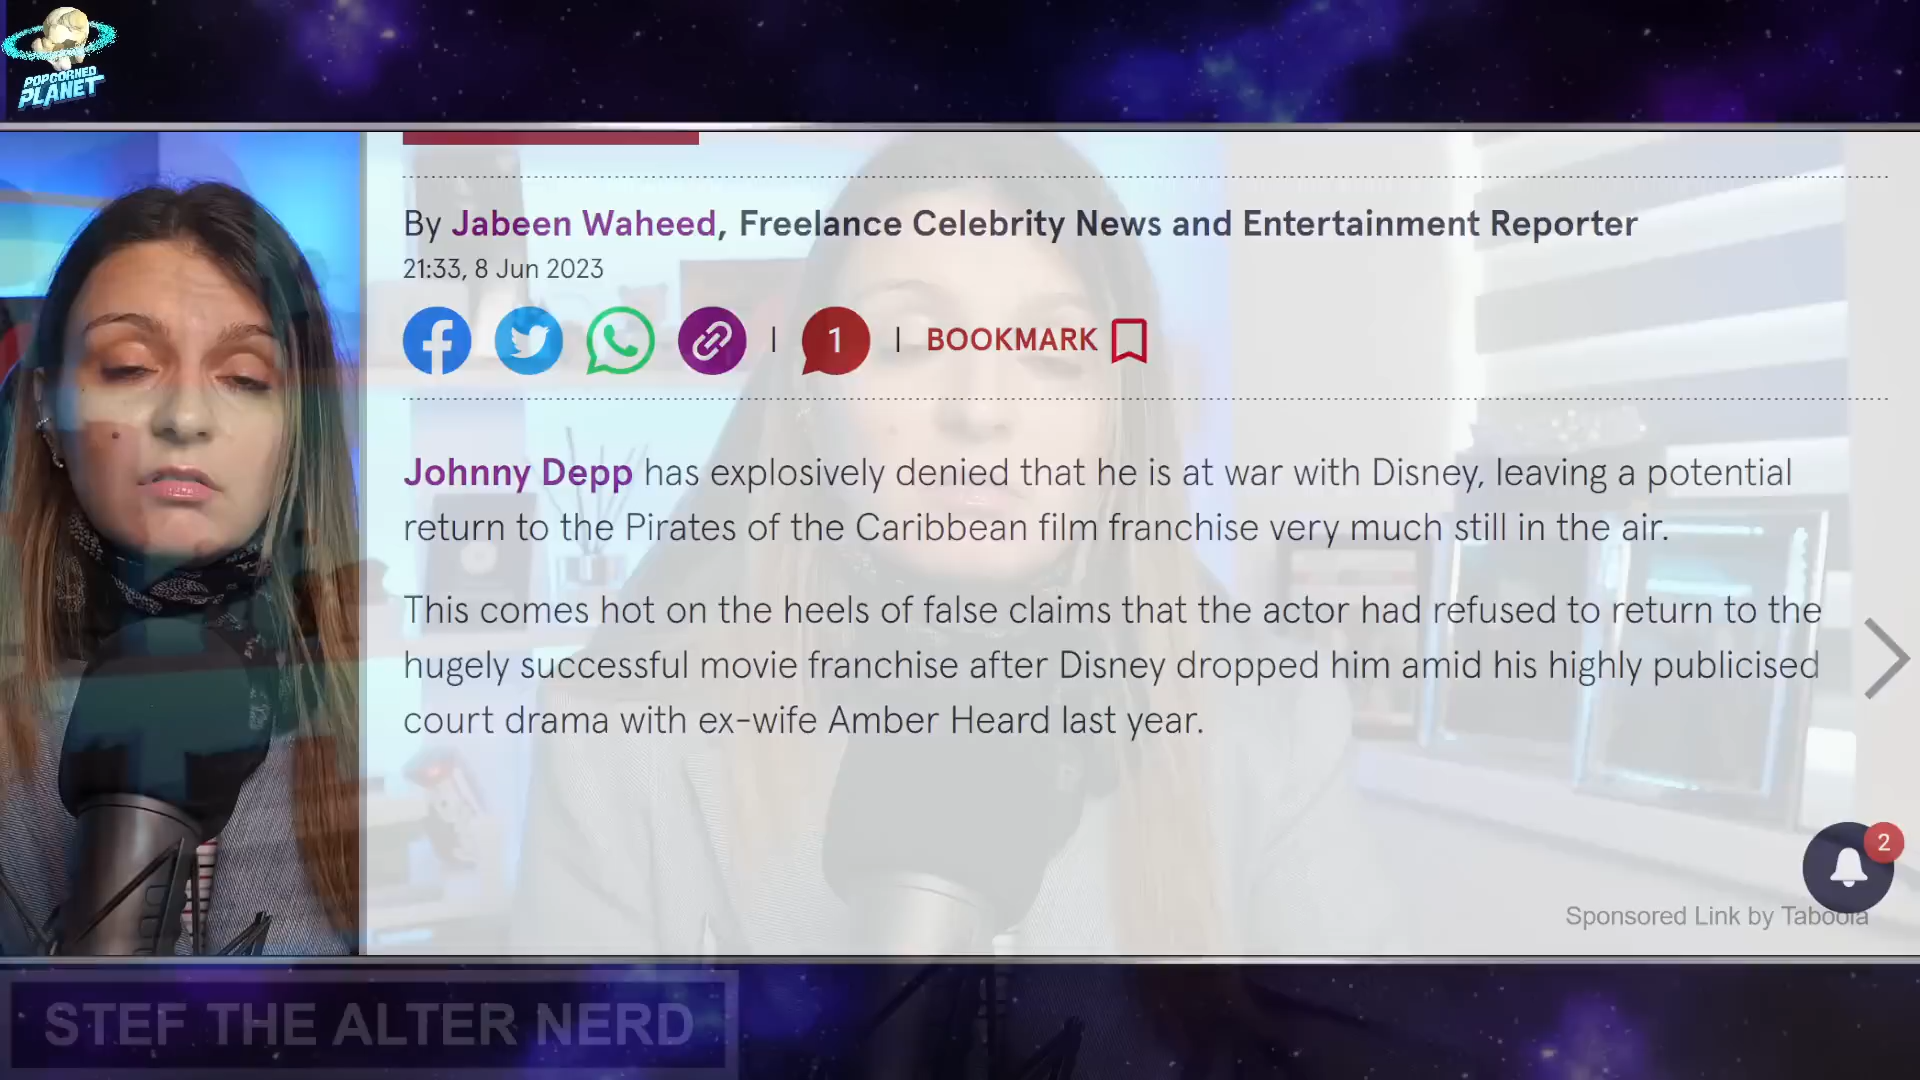 POPCORNED
PLANET
By Jabeen Waheed, Freelance Celebrity News and Entertainment Reporter
21:33, 8 Jun 2023
1
BOOKMARK
Johnny Depp has explosively denied that he is at war with Disney, leaving a potential
return to the Pirates of the Caribbean film franchise very much still in the air.
This comes hot on the heels of false claims that the actor had refused to return to the
hugely successful movie franchise after Disney dropped him amid his highly publicised
court drama with ex-wife Amber Heard last year.
2
Sponsored Link by Taboola
STEF THE ALTER NERD